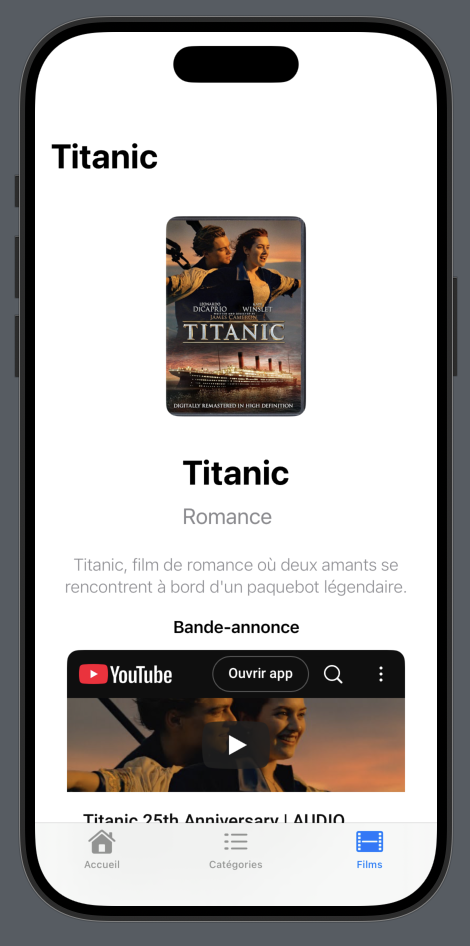 Titanic
LEONARDO
DiCAPRIO
WINSLET
JAMES CAMERON
TITANIC
DIGITALLY REMASTERED IN HIGH DEFINITION
Titanic
Romance
Titanic, film de romance où deux amants se
rencontrent à bord d'un paquebot légendaire.
Bande-annonce
YouTube
Ouvrir app
Titanic 25th Anniversary | AUDIO
Accueil
Catégories
Films